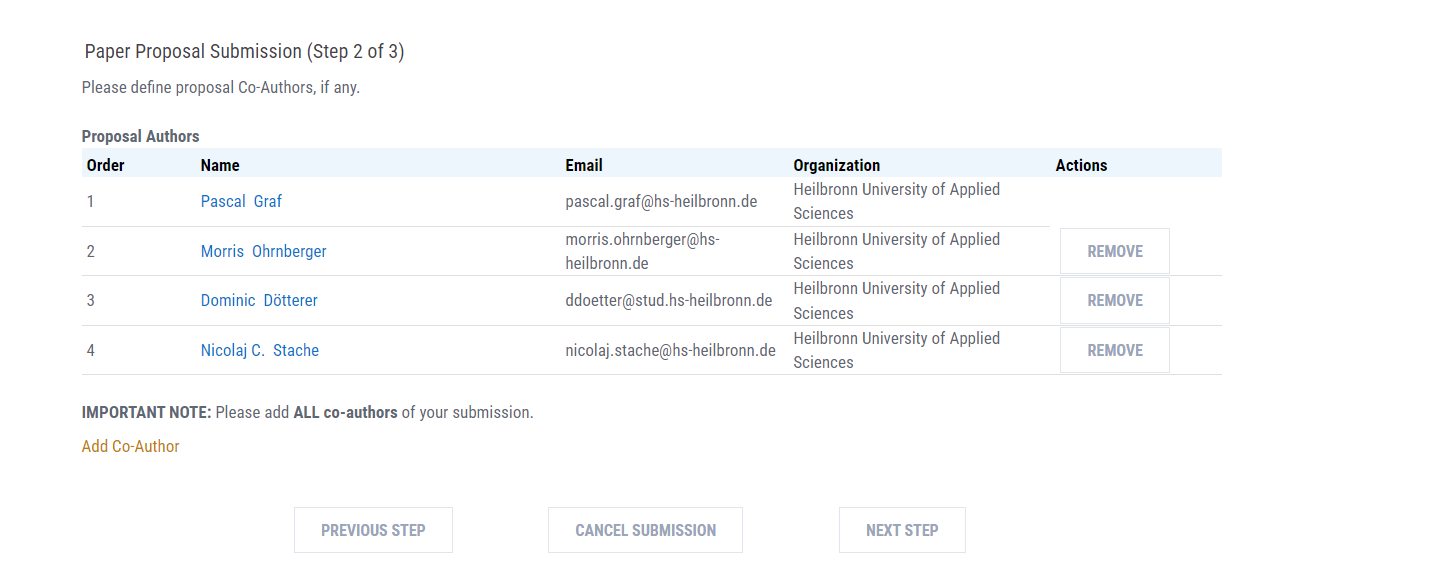 Paper Proposal Submission (Step 2 of 3)
Please define proposal Co-Authors, if any.
Proposal Authors
Order Name Email Organization Actions
1 Pascal Graf pascal.graf@hs-heilbronn.de Heilbronn University of Applied
Sciences
2 Morris Ohrnberger morris.ohrnberger@hs- Heilbronn University of Applied REMOVE
heilbronn.de Sciences
3 Dominic Dötterer ddoetter@stud.hs-heilbronn.de Heilbronn University of Applied REMOVE
Sciences
4 Nicolaj C. Stache nicolaj.stache@hs-heilbronn.de Heilbronn University of Applied REMOVE
Sciences
IMPORTANT NOTE: Please add ALL co-authors of your submission.
Add Co-Author
PREVIOUS STEP CANCEL SUBMISSION NEXT STEP